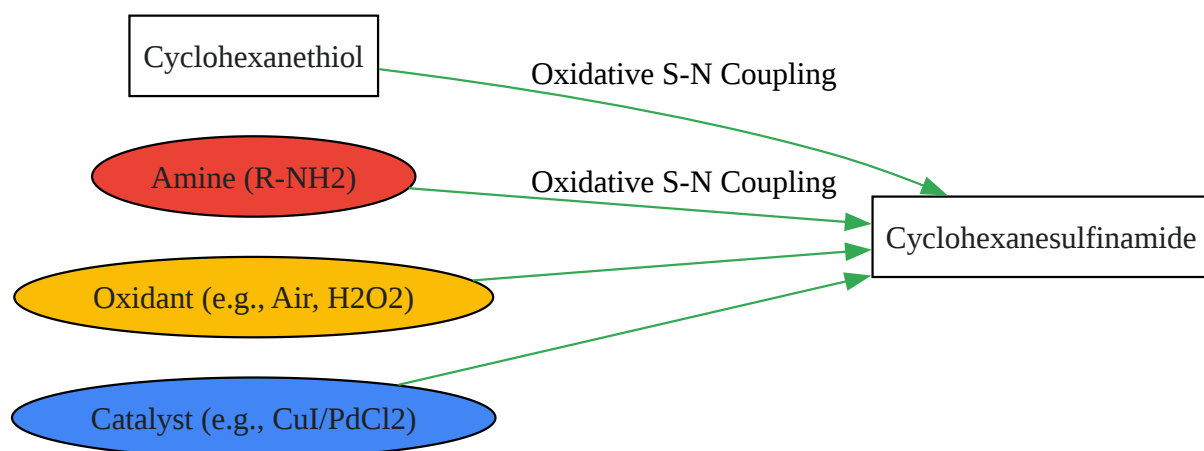 Cyclohexanethiol
Oxidative S-N Coupling
Amine (R-NH2)
Oxidative S-N Coupling
Cyclohexanesulfinamide
Oxidant (e.g., Air, H2O2)
Catalyst (e.g., CuI/PdCl2)